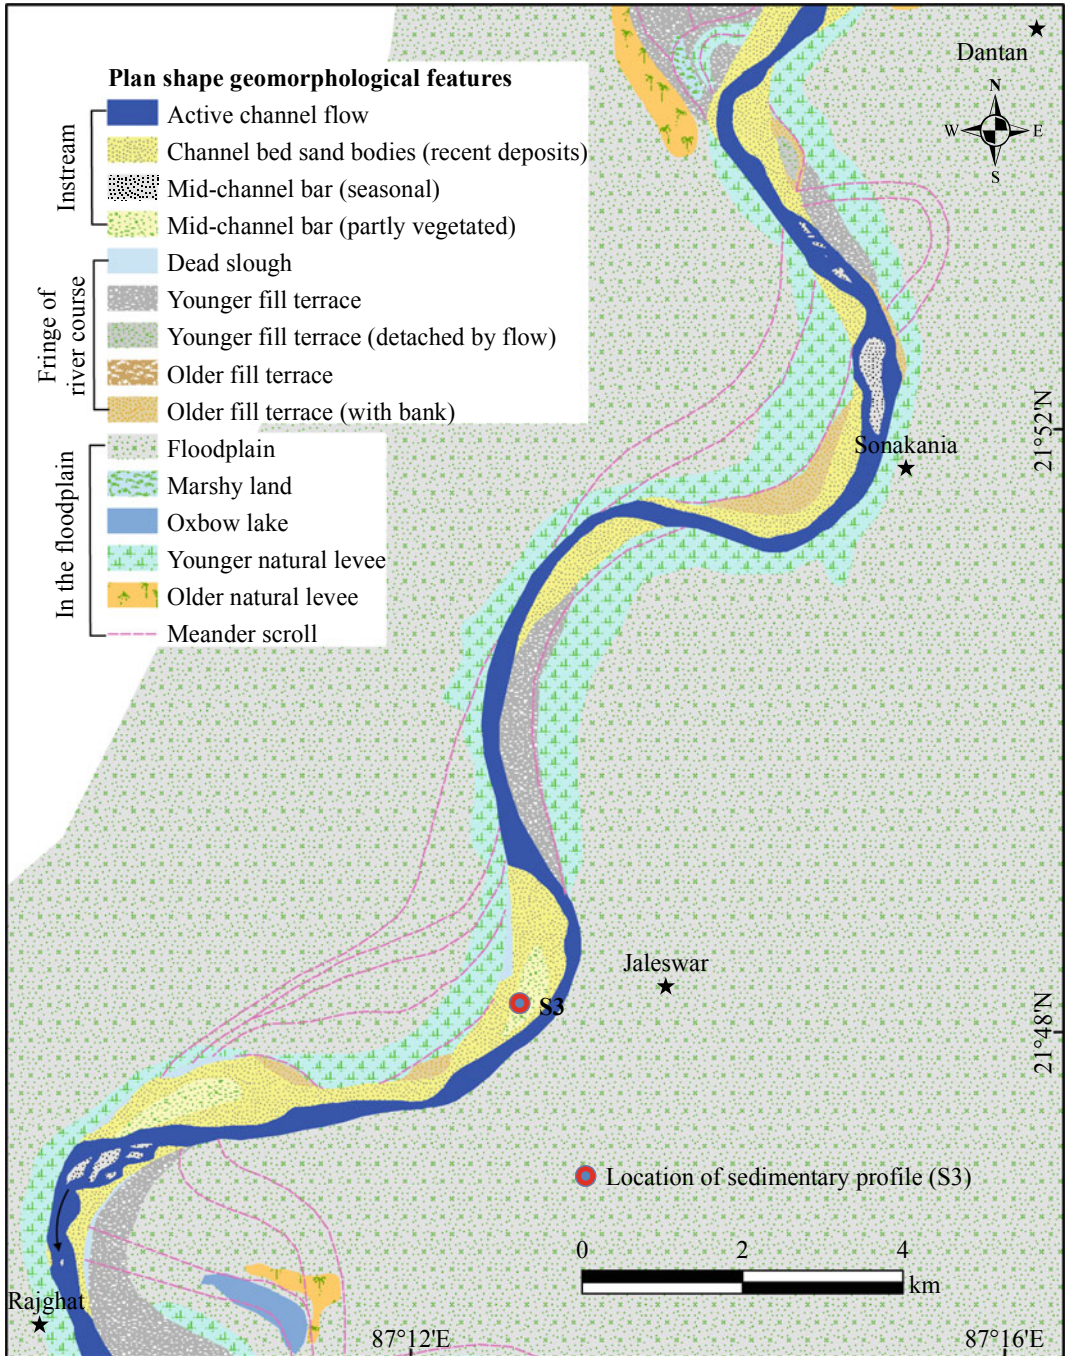 Dantan
N
W
E
S
Plan shape geomorphological features
Instream
Active channel flow
Channel bed sand bodies (recent deposits)
Mid-channel bar (seasonal)
Mid-channel bar (partly vegetated)
Fringe of
river course
Dead slough
Younger fill terrace
Younger fill terrace (detached by flow)
Older fill terrace
Older fill terrace (with bank)
In the floodplain
Floodplain
Marshy land
Oxbow lake
Younger natural levee
Older natural levee
Meander scroll
21°52'N
Sonakania
Jaleswar
S3
21°48'N
Location of sedimentary profile (S3)
0 2 4
km
Rajghat
87°12'E
87°16'E